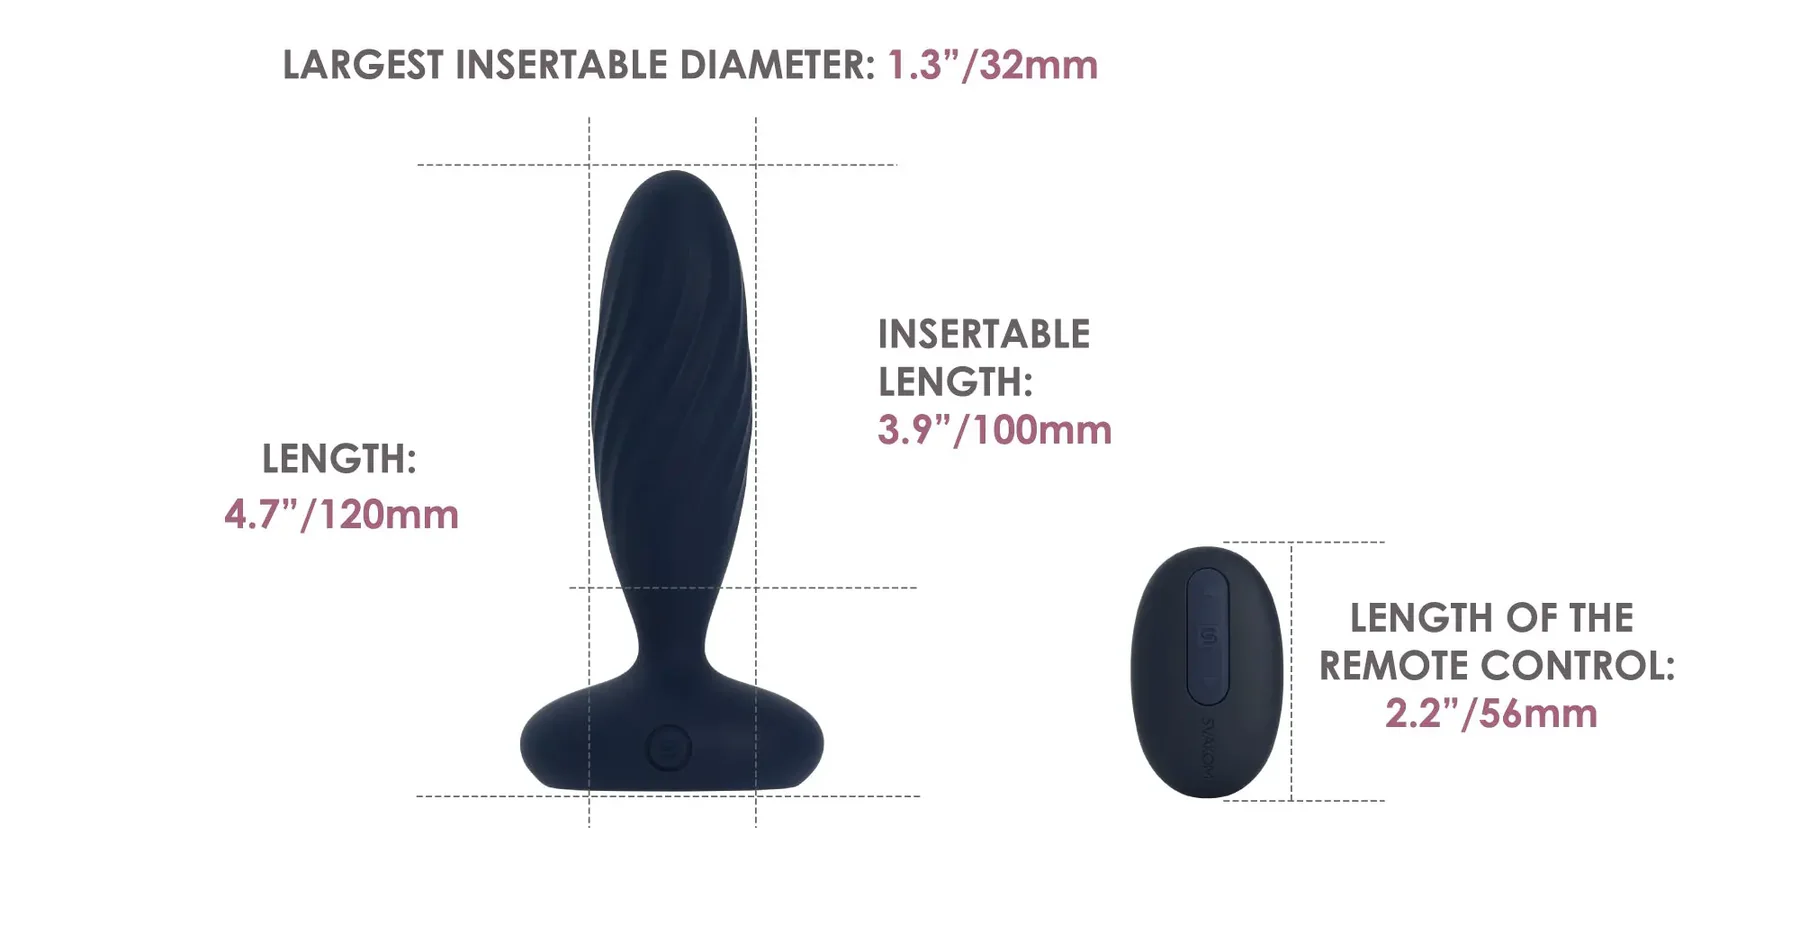 LARGEST INSERTABLE DIAMETER: 1.3”/32mm
INSERTABLE
LENGTH:
3.9”/100mm
LENGTH:
4.7”/120mm
LENGTH OF THE
REMOTE CONTROL:
2.2”/56mm
SVAKOM